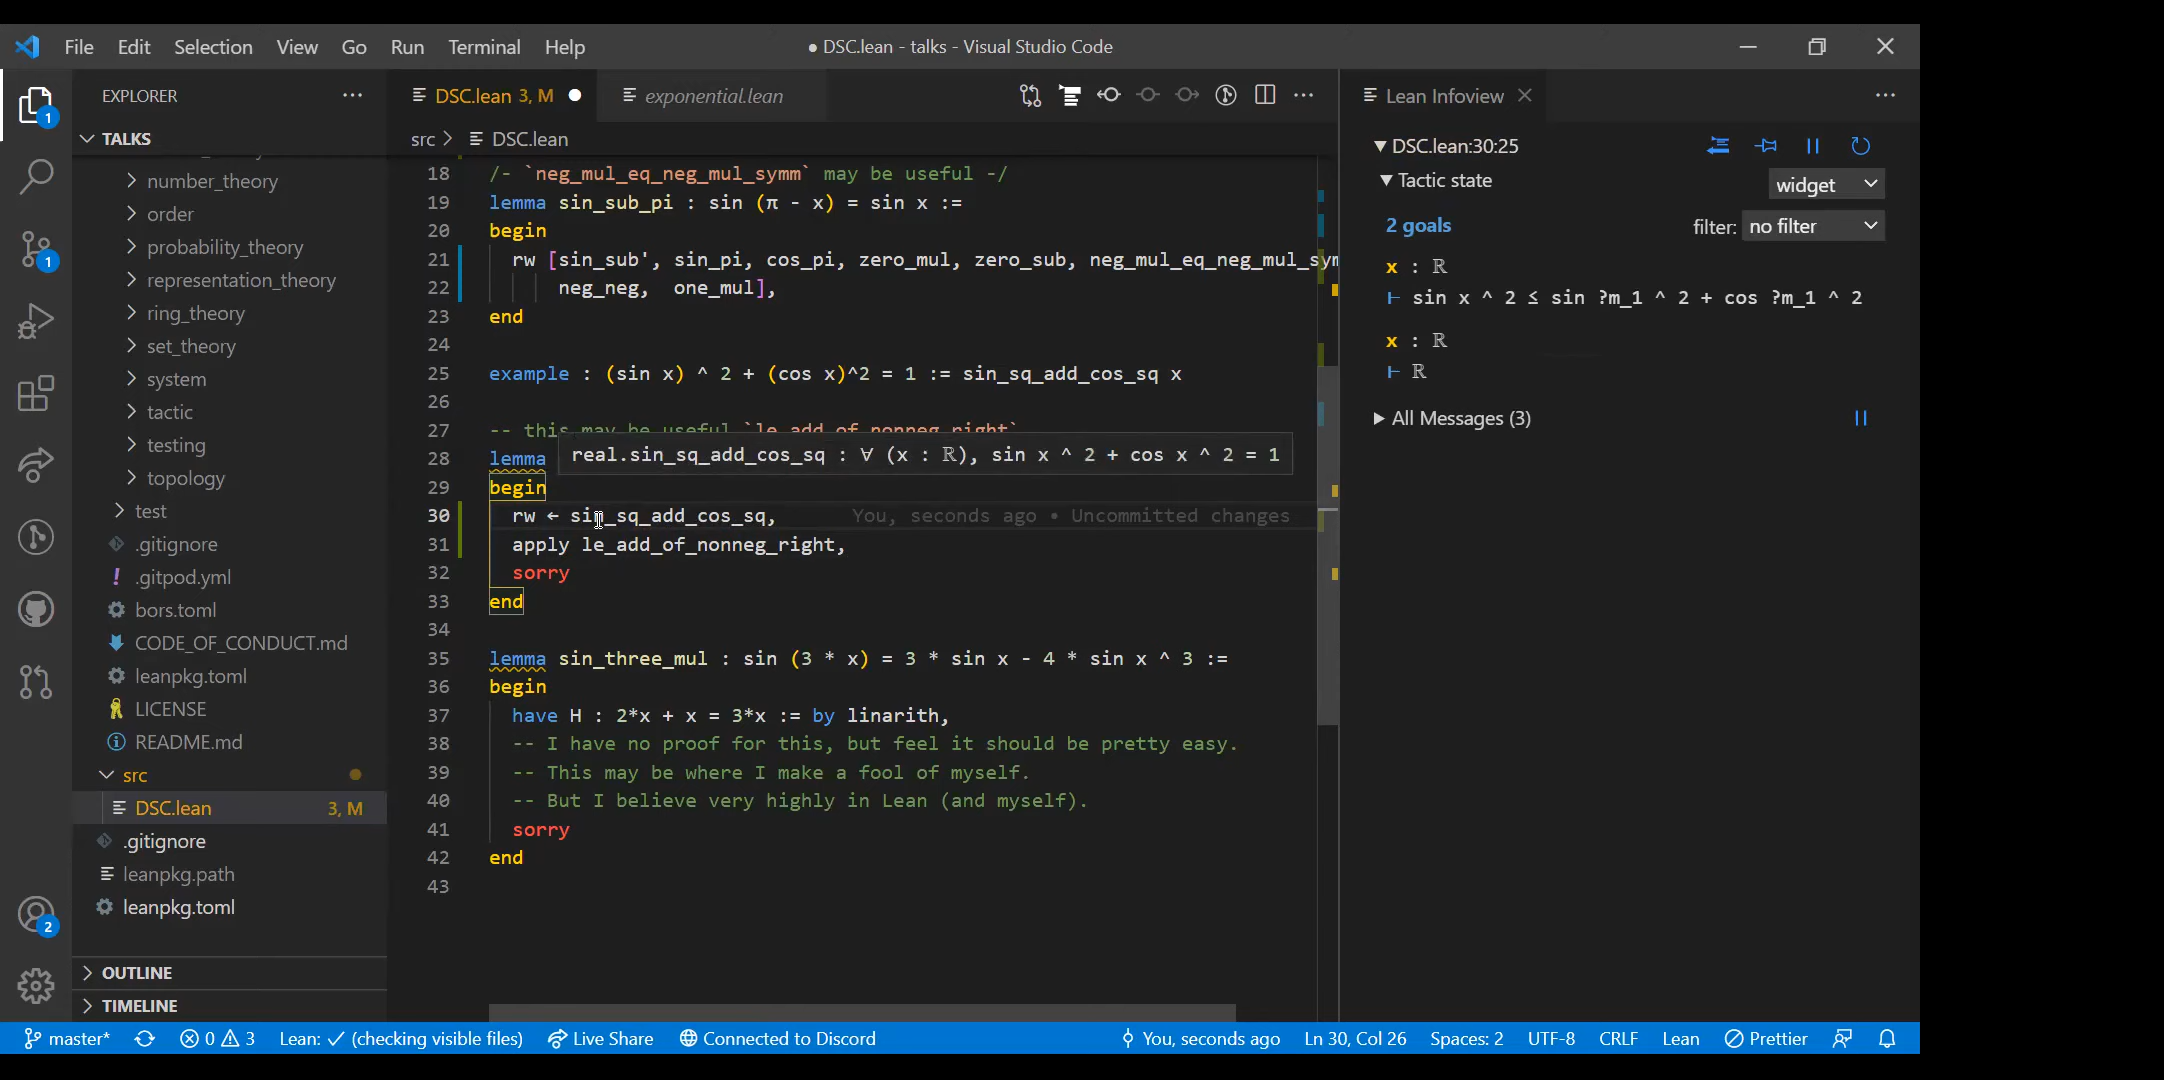 File Edit Selection View Go Run Terminal Help
● DSC.lean - talks - Visual Studio Code
EXPLORER
TALKS
number_theory
order
probability_theory
representation_theory
ring_theory
set_theory
system
tactic
testing
topology
test
.gitignore
.gitpod.yml
bors.toml
CODE_OF_CONDUCT.md
leanpkg.toml
LICENSE
README.md
src
DSC.lean 3, M
.gitignore
leanpkg.path
leanpkg.toml
OUTLINE
TIMELINE
1
1
2
DSC.lean 3, M
exponential.lean
src > DSC.lean
18 /- `neg_mul_eq_neg_mul_symm` may be useful -/
19 lemma sin_sub_pi : sin (π - x) = sin x :=
20 begin
21 rw [sin_sub', sin_pi, cos_pi, zero_mul, zero_sub, neg_mul_eq_neg_mul_sym
22 neg_neg, one_mul],
23 end
24
25 example : (sin x) ^ 2 + (cos x)^2 = 1 := sin_sq_add_cos_sq x
26
27 -- this may be useful `le_add_of_nonneg_right`
28 lemma
real.sin_sq_add_cos_sq : ∀ (x : ℝ), sin x ^ 2 + cos x ^ 2 = 1
29 begin
30 rw ← sin_sq_add_cos_sq, You, seconds ago • Uncommitted changes
31 apply le_add_of_nonneg_right,
32 sorry
33 end
34
35 lemma sin_three_mul : sin (3 * x) = 3 * sin x - 4 * sin x ^ 3 :=
36 begin
37 have H : 2*x + x = 3*x := by linarith,
38 -- I have no proof for this, but feel it should be pretty easy.
39 -- This may be where I make a fool of myself.
40 -- But I believe very highly in Lean (and myself).
41 sorry
42 end
43
Lean Infoview
DSC.lean:30:25
Tactic state
widget
2 goals
filter: no filter
x : ℝ
⊢ sin x ^ 2 ≤ sin ?m_1 ^ 2 + cos ?m_1 ^ 2
x : ℝ
⊢ ℝ
All Messages (3)
master* 0 3 Lean: ✓ (checking visible files) Live Share Connected to Discord You, seconds ago Ln 30, Col 26 Spaces: 2 UTF-8 CRLF Lean Prettier